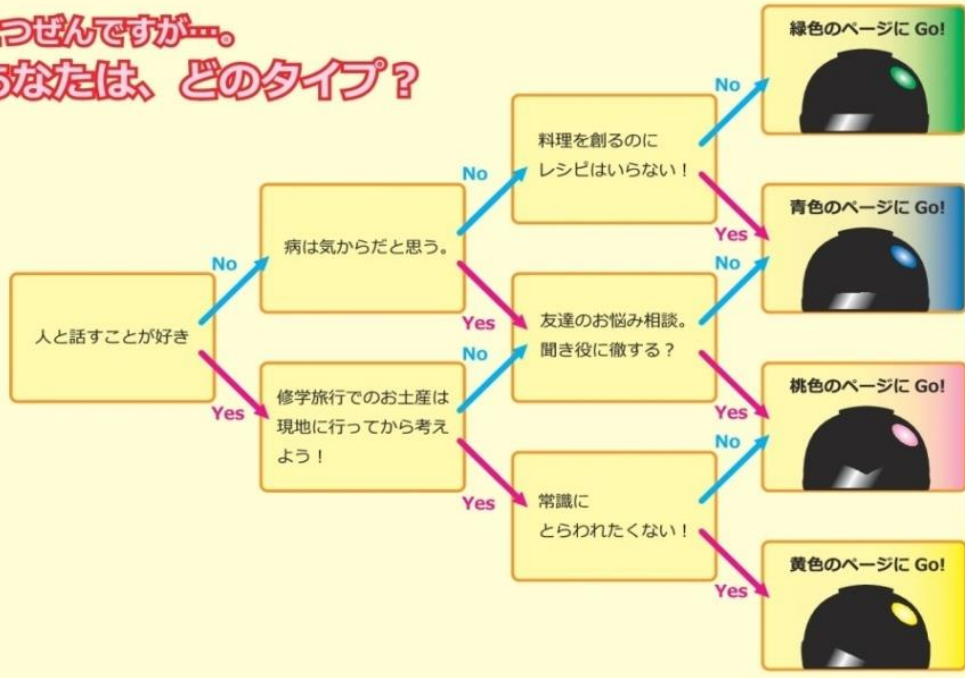 つぜんですが…。
あなたは、どのタイプ？
人と話すことが好き
No
Yes
病は気からだと思う。
No
Yes
修学旅行でのお土産は
現地に行ってから考え
よう！
No
Yes
料理を創るのに
レシピはいらない！
No
Yes
友達のお悩み相談。
聞き役に徹する？
No
Yes
常識に
とらわれたくない！
No
Yes
緑色のページに Go!
青色のページに Go!
桃色のページに Go!
黄色のページに Go!